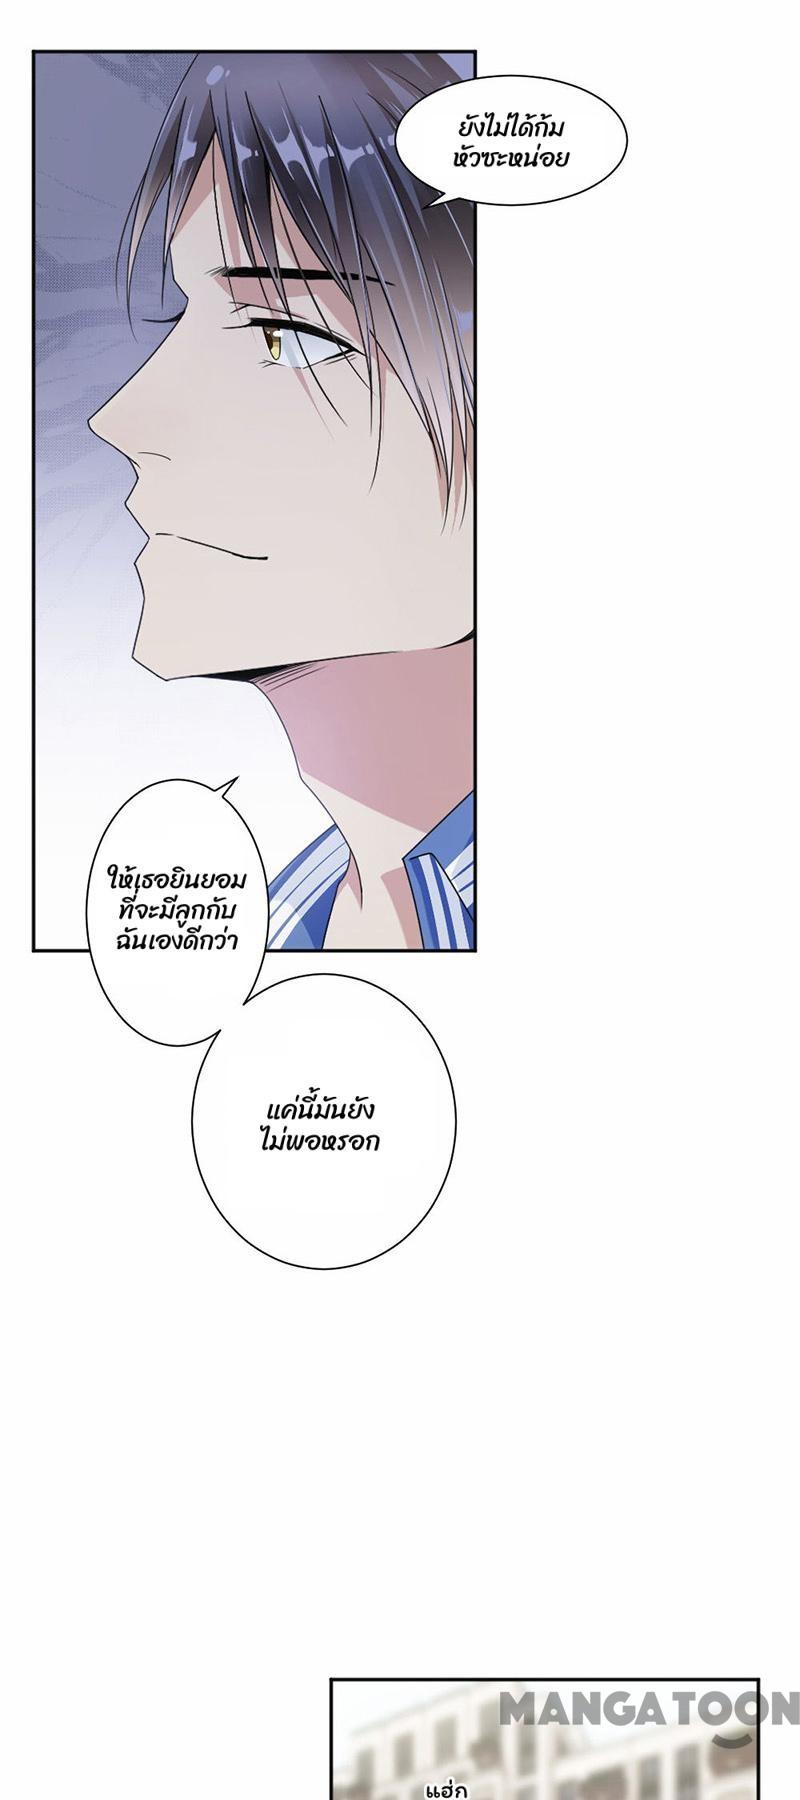 ยังไม่ได้ก้ม
หัวซะหน่อย
ให้เธอยินยอม
ที่จะมีลูกกับ
ฉันเองดีกว่า
แค่นี้มันยัง
ไม่พอหรอก
MANGATOON
แฮ่ก